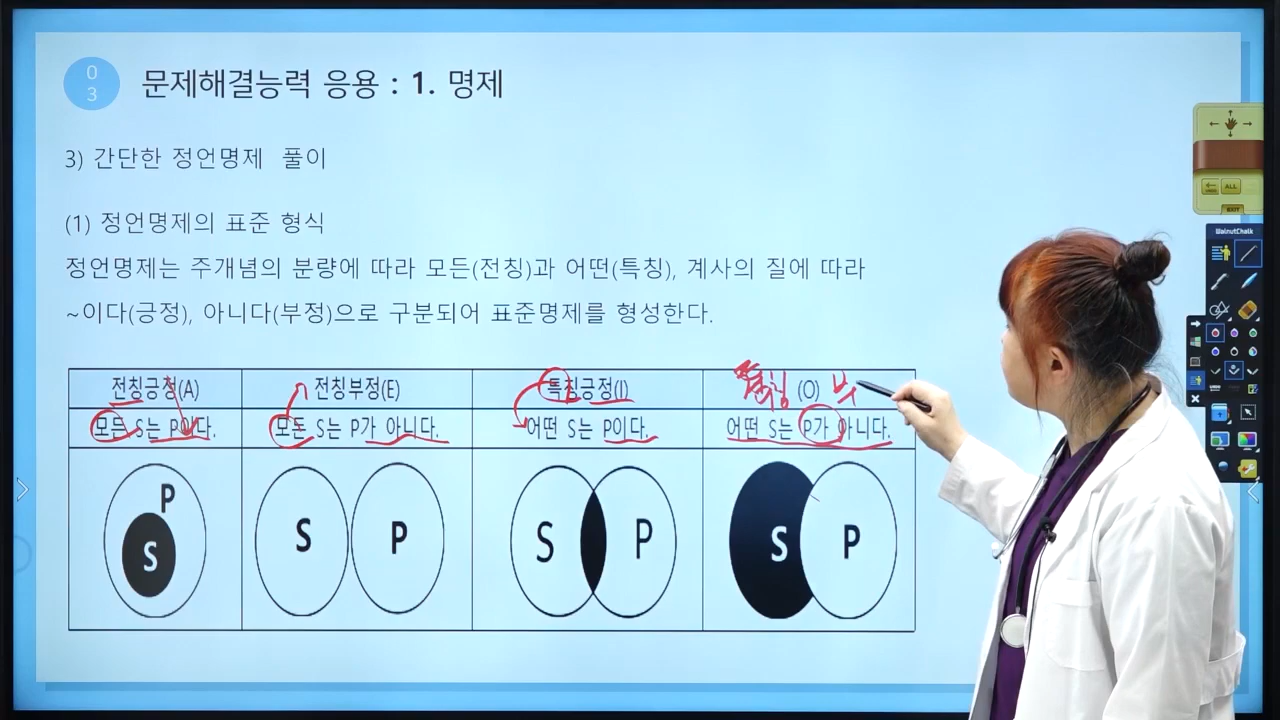 03
문제해결능력 응용 : 1. 명제
3) 간단한 정언명제 풀이
(1) 정언명제의 표준 형식
정언명제는 주개념의 분량에 따라 모든(전칭)과 어떤(특칭), 계사의 질에 따라
~이다(긍정), 아니다(부정)으로 구분되어 표준명제를 형성한다.
전칭긍정(A) 전칭부정(E) 특칭긍정(I) 특칭 (O) 부
모든 S는 P이다. 모든 S는 P가 아니다. 어떤 S는 P이다. 어떤 S는 P가 아니다.
P
S
S P
S P
S P
ALL
EXIT
WalnutChalk